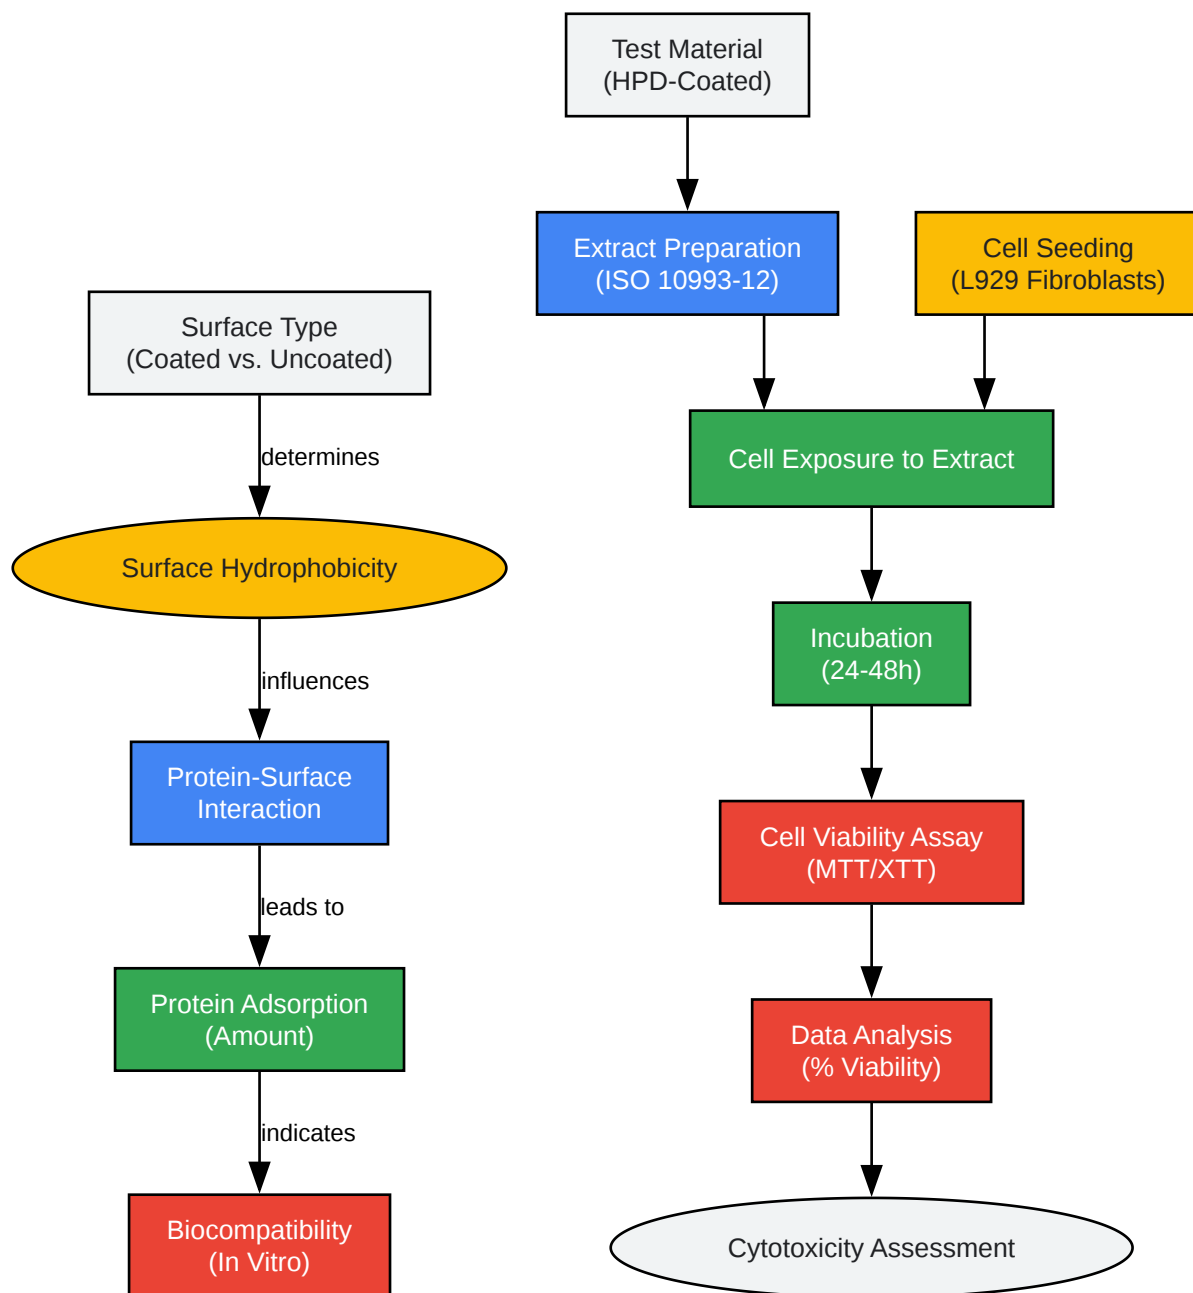 Surface Type
(Coated vs. Uncoated)
determines
Surface Hydrophobicity
influences
Protein-Surface
Interaction
leads to
Protein Adsorption
(Amount)
indicates
Biocompatibility
(In Vitro)
Test Material
(HPD-Coated)
Extract Preparation
(ISO 10993-12)
Cell Seeding
(L929 Fibroblasts)
Cell Exposure to Extract
Incubation
(24-48h)
Cell Viability Assay
(MTT/XTT)
Data Analysis
(% Viability)
Cytotoxicity Assessment